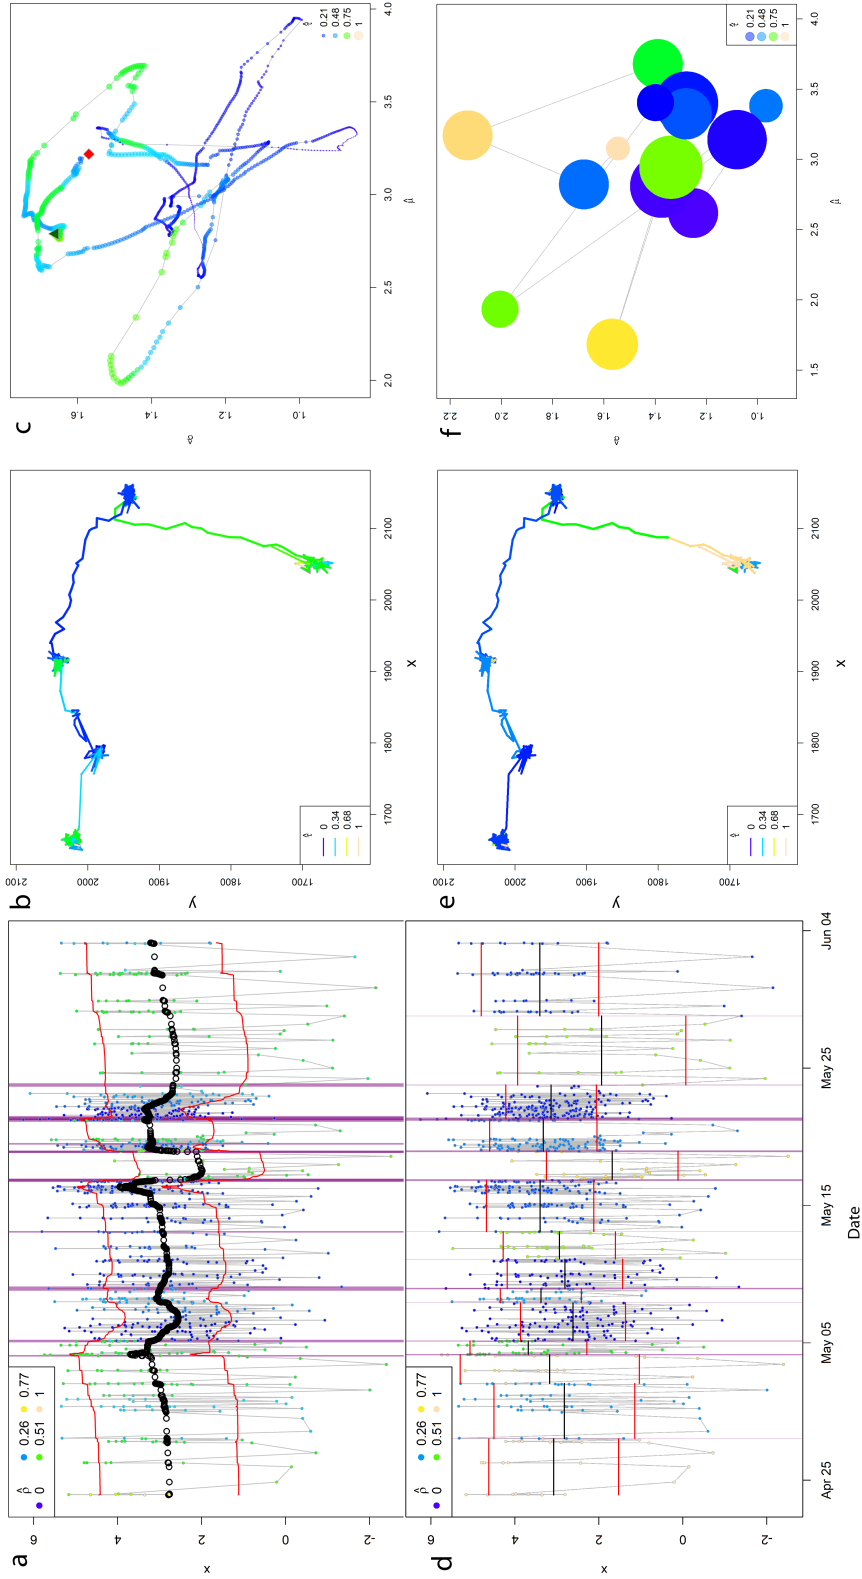 a
6
4
2
0
-2
x
ρ̂ 0.26 0.77
0 0.51 1
b
2100
2000
1900
1800
1700
y
0
0.34
0.68
1
1700 1800 1900 2000 2100
x
c
1.6
1.4
1.2
1.0
σ̂
0.21
0.48
0.75
1
2.0 2.5 3.0 3.5 4.0
μ̂
d
6
4
2
0
-2
x
ρ̂ 0.26 0.77
0 0.51 1
Apr 25 May 05 May 15 May 25 Jun 04
Date
e
2100
2000
1900
1800
1700
y
0
0.34
0.68
1
1700 1800 1900 2000 2100
x
f
2.2
2.0
1.8
1.6
1.4
1.2
1.0
σ̂
0.21
0.48
0.75
1
1.5 2.0 2.5 3.0 3.5 4.0
μ̂